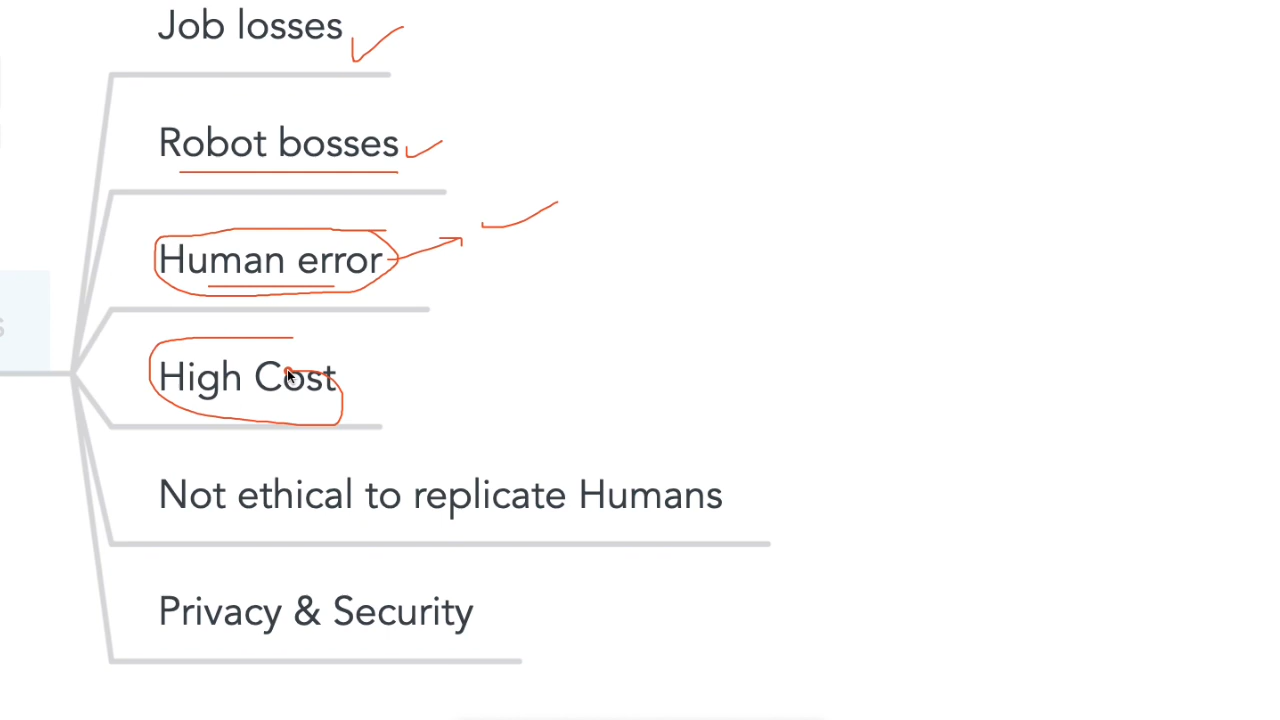 Job losses
Robot bosses
Human error
High Cost
Not ethical to replicate Humans
Privacy & Security